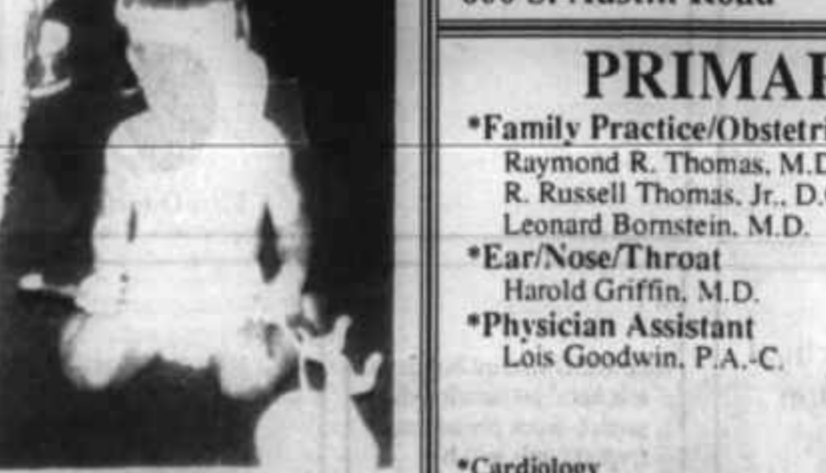 PRIMAR
*Family Practice/Obstetri
Raymond R. Thomas, M.D
R. Russell Thomas, Jr., D.
Leonard Bornstein, M.D.
*Ear/Nose/Throat
Harold Griffin, M.D.
*Physician Assistant
Lois Goodwin, P.A.-C.
*Cardiology